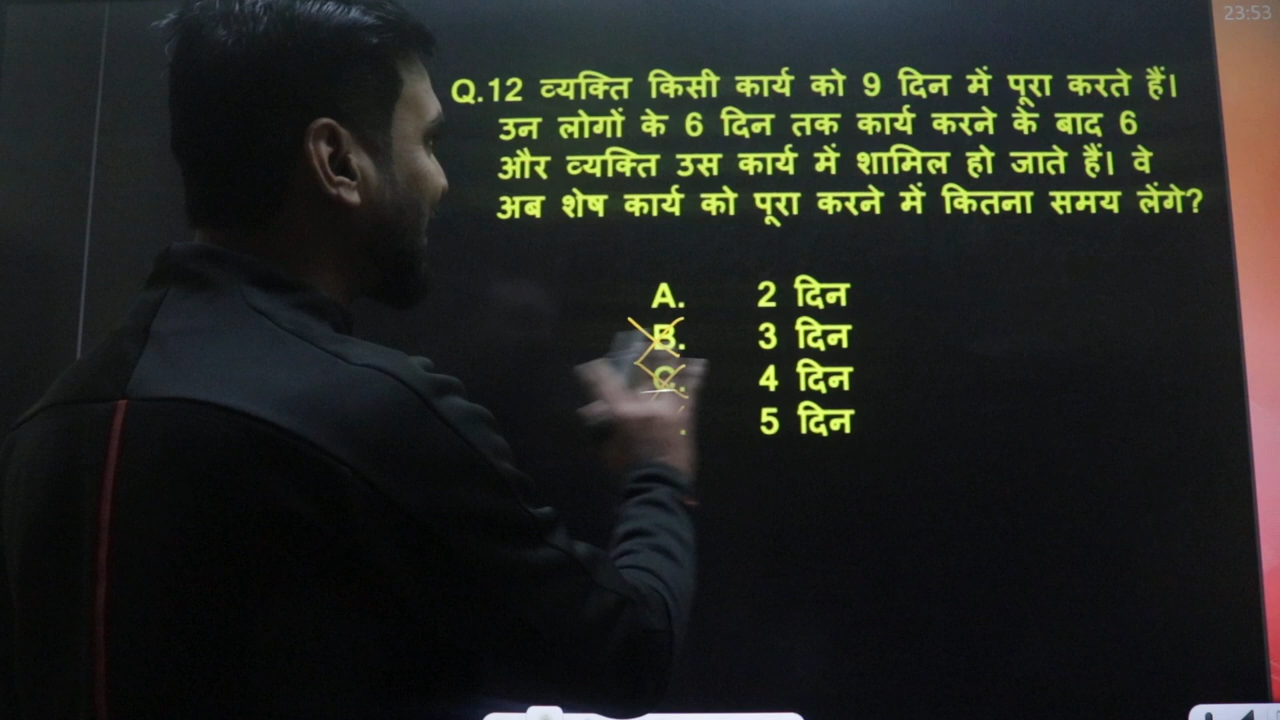 23:53
Q.12 व्यक्ति किसी कार्य को 9 दिन में पूरा करते हैं।
उन लोगों के 6 दिन तक कार्य करने के बाद 6
और व्यक्ति उस कार्य में शामिल हो जाते हैं। वे
अब शेष कार्य को पूरा करने में कितना समय लेंगे?
A. 2 दिन
B. 3 दिन
C. 4 दिन
5 दिन